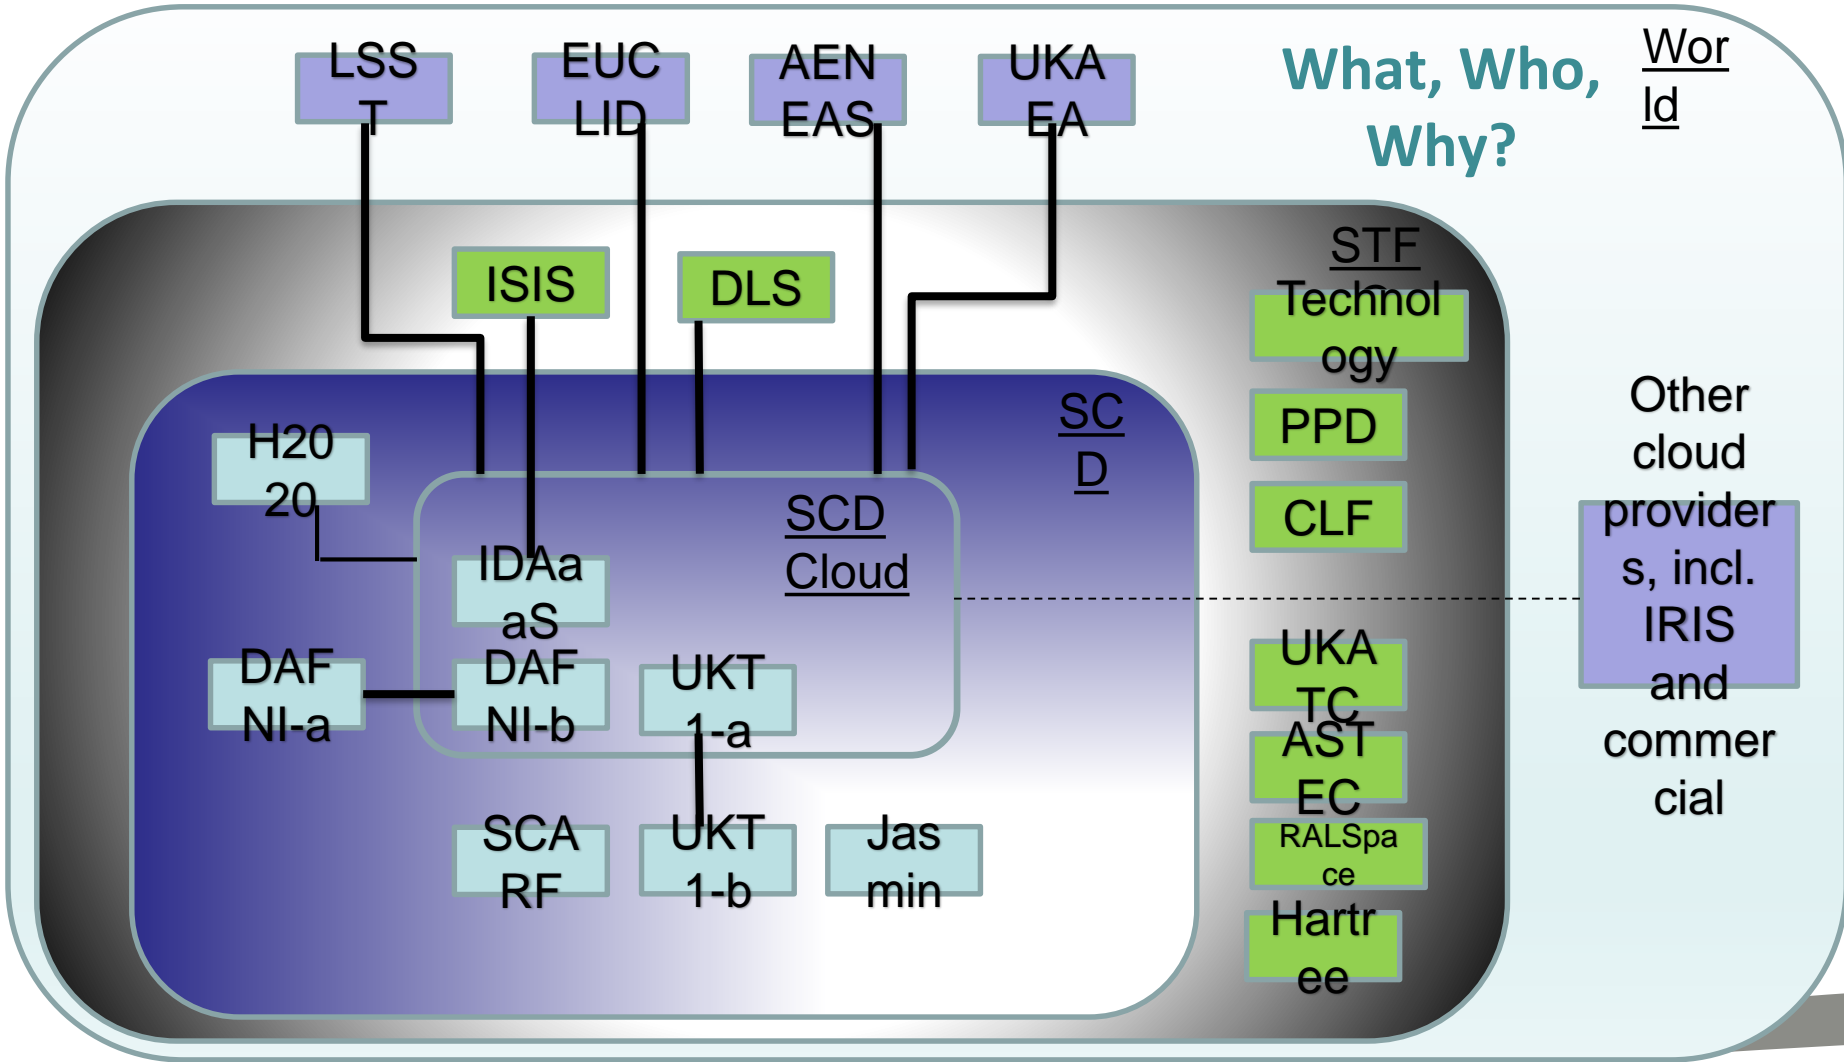 LSS
T
EUC
LID
AEN
EAS
UKA
EA
What, Who,
Why?
Wor
ld
ISIS
DLS
STF
Technol
ogy
PPD
CLF
SC
D
H20
20
SCD
Cloud
IDAa
aS
DAF
NI-a
DAF
NI-b
UKT
1-a
SCA
RF
UKT
1-b
Jas
min
UKA
TC
AST
EC
RALSpa
ce
Hartr
ee
Other
cloud
provider
s, incl.
IRIS
and
commer
cial